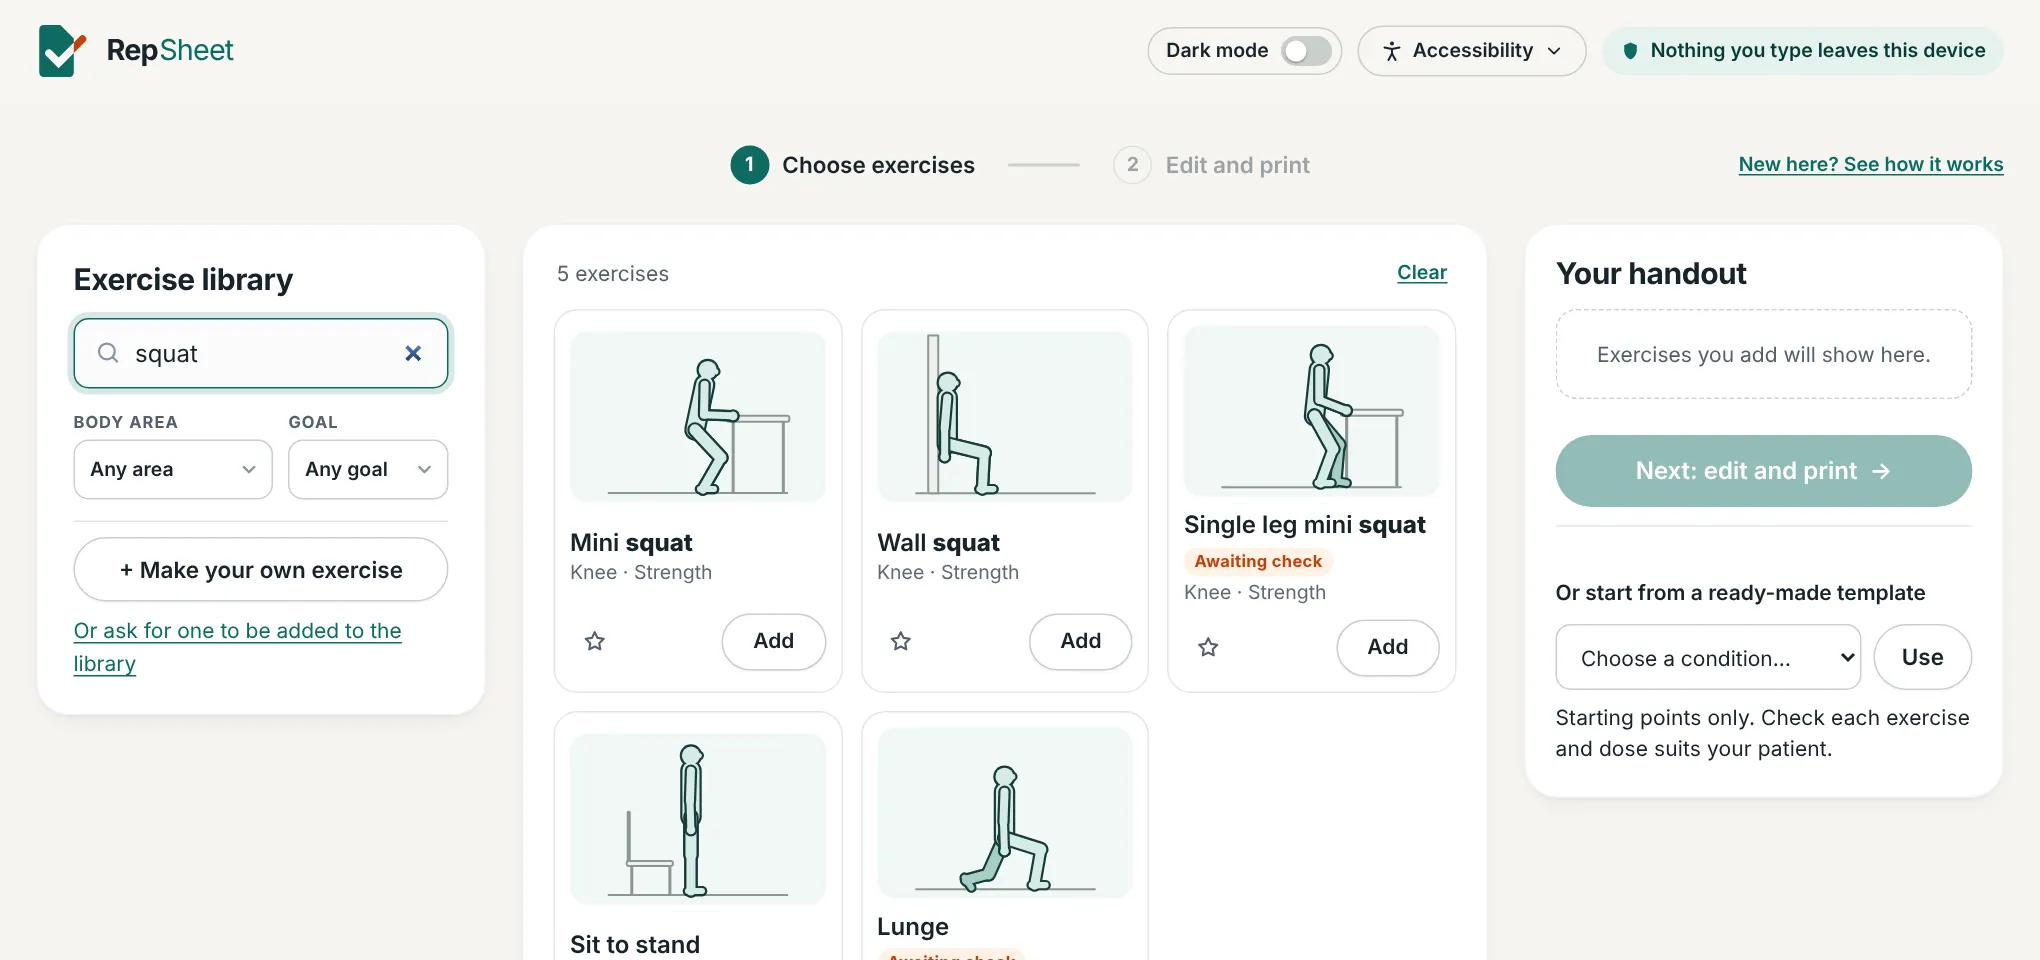 RepSheet
Dark mode
Accessibility
Nothing you type leaves this device
1 Choose exercises
2 Edit and print
New here? See how it works
Exercise library
squat
BODY AREA
GOAL
Any area
Any goal
+ Make your own exercise
Or ask for one to be added to the
library
5 exercises
Clear
Mini squat
Knee · Strength
Add
Wall squat
Knee · Strength
Add
Single leg mini squat
Awaiting check
Knee · Strength
Add
Sit to stand
Lunge
Awaiting check
Your handout
Exercises you add will show here.
Next: edit and print →
Or start from a ready-made template
Choose a condition...
Use
Starting points only. Check each exercise
and dose suits your patient.